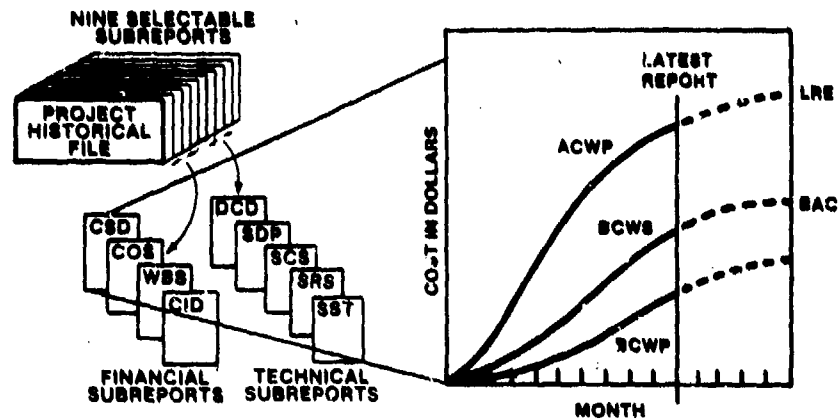 NINE SELECTABLE
SUBREPORTS
PROJECT
HISTORICAL
FILE
CSD
COS
WBS
CID
DCD
SDP
SCS
SRS
SST
FINANCIAL
SUBREPORTS
TECHNICAL
SUBREPORTS
COST IN DOLLARS
LATEST
REPORT
LRE
ACWP
BCWS
BAC
BCWP
MONTH